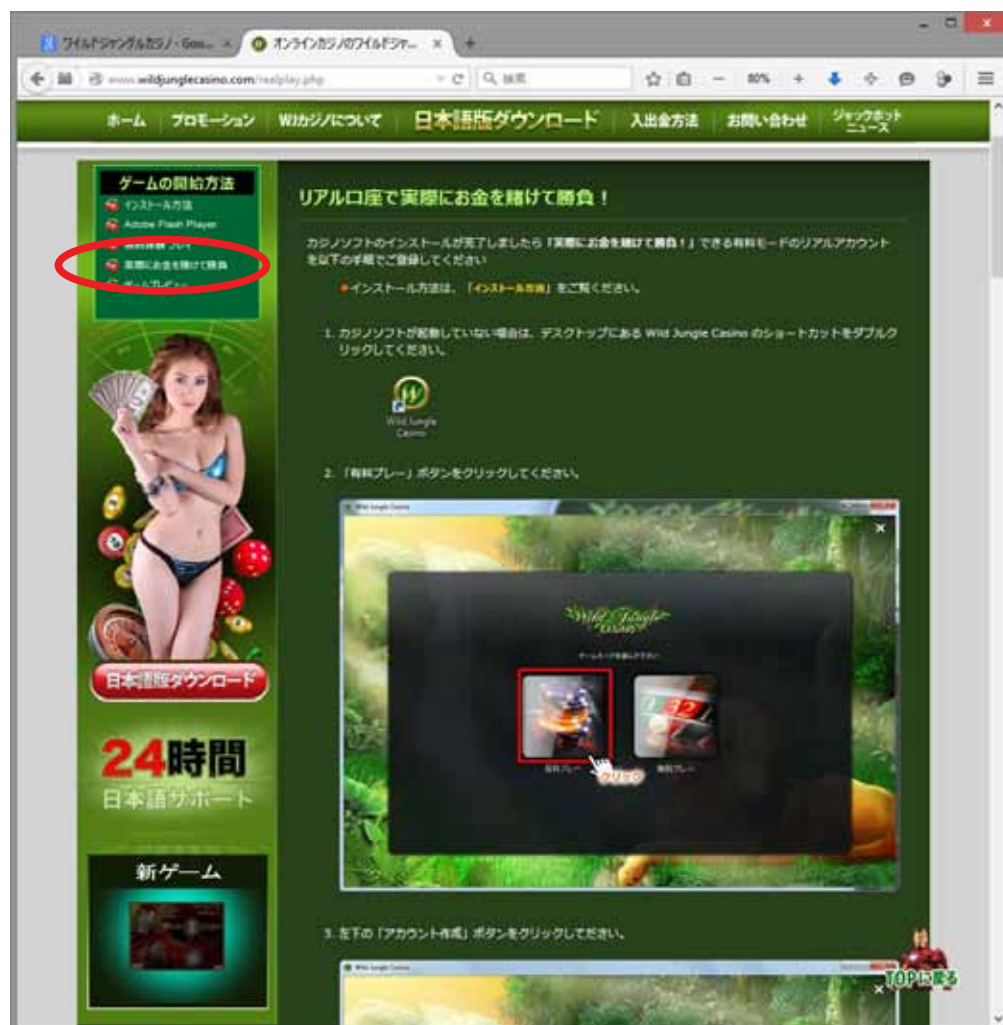 ワイルドジャングルカジノ - Goo...
オンラインカジノのワイルドジャ...
www.wildjunglecasino.com/realplay.php
検索
80%
ホーム
プロモーション
WJカジノについて
日本語版ダウンロード
入出金方法
お問い合わせ
ジャックポット
ニュース
ゲームの開始方法
インストール方法
Adobe Flash Player
実際にお金を賭けて勝負
日本語版ダウンロード
24時間
日本語サポート
新ゲーム
リアル口座で実際にお金を賭けて勝負！
カジノソフトのインストールが完了しましたら「実際にお金を賭けて勝負！」できる有料モードのリアルアカウント
を以下の手順でご登録してください
インストール方法は、「インストール方法」をご覧ください。
1. カジノソフトが起動していない場合は、デスクトップにある Wild Jungle Casino のショートカットをダブルク
リックしてください。
Wild Jungle
Casino
2. 「有料プレー」ボタンをクリックしてください。
Wild Jungle Casino
Wild Jungle
CASINO
ゲームモードを選んで下さい
有料プレー
クリック
無料プレー
3. 左下の「アカウント作成」ボタンをクリックしてださい。
Wild Jungle Casino
TOPに戻る